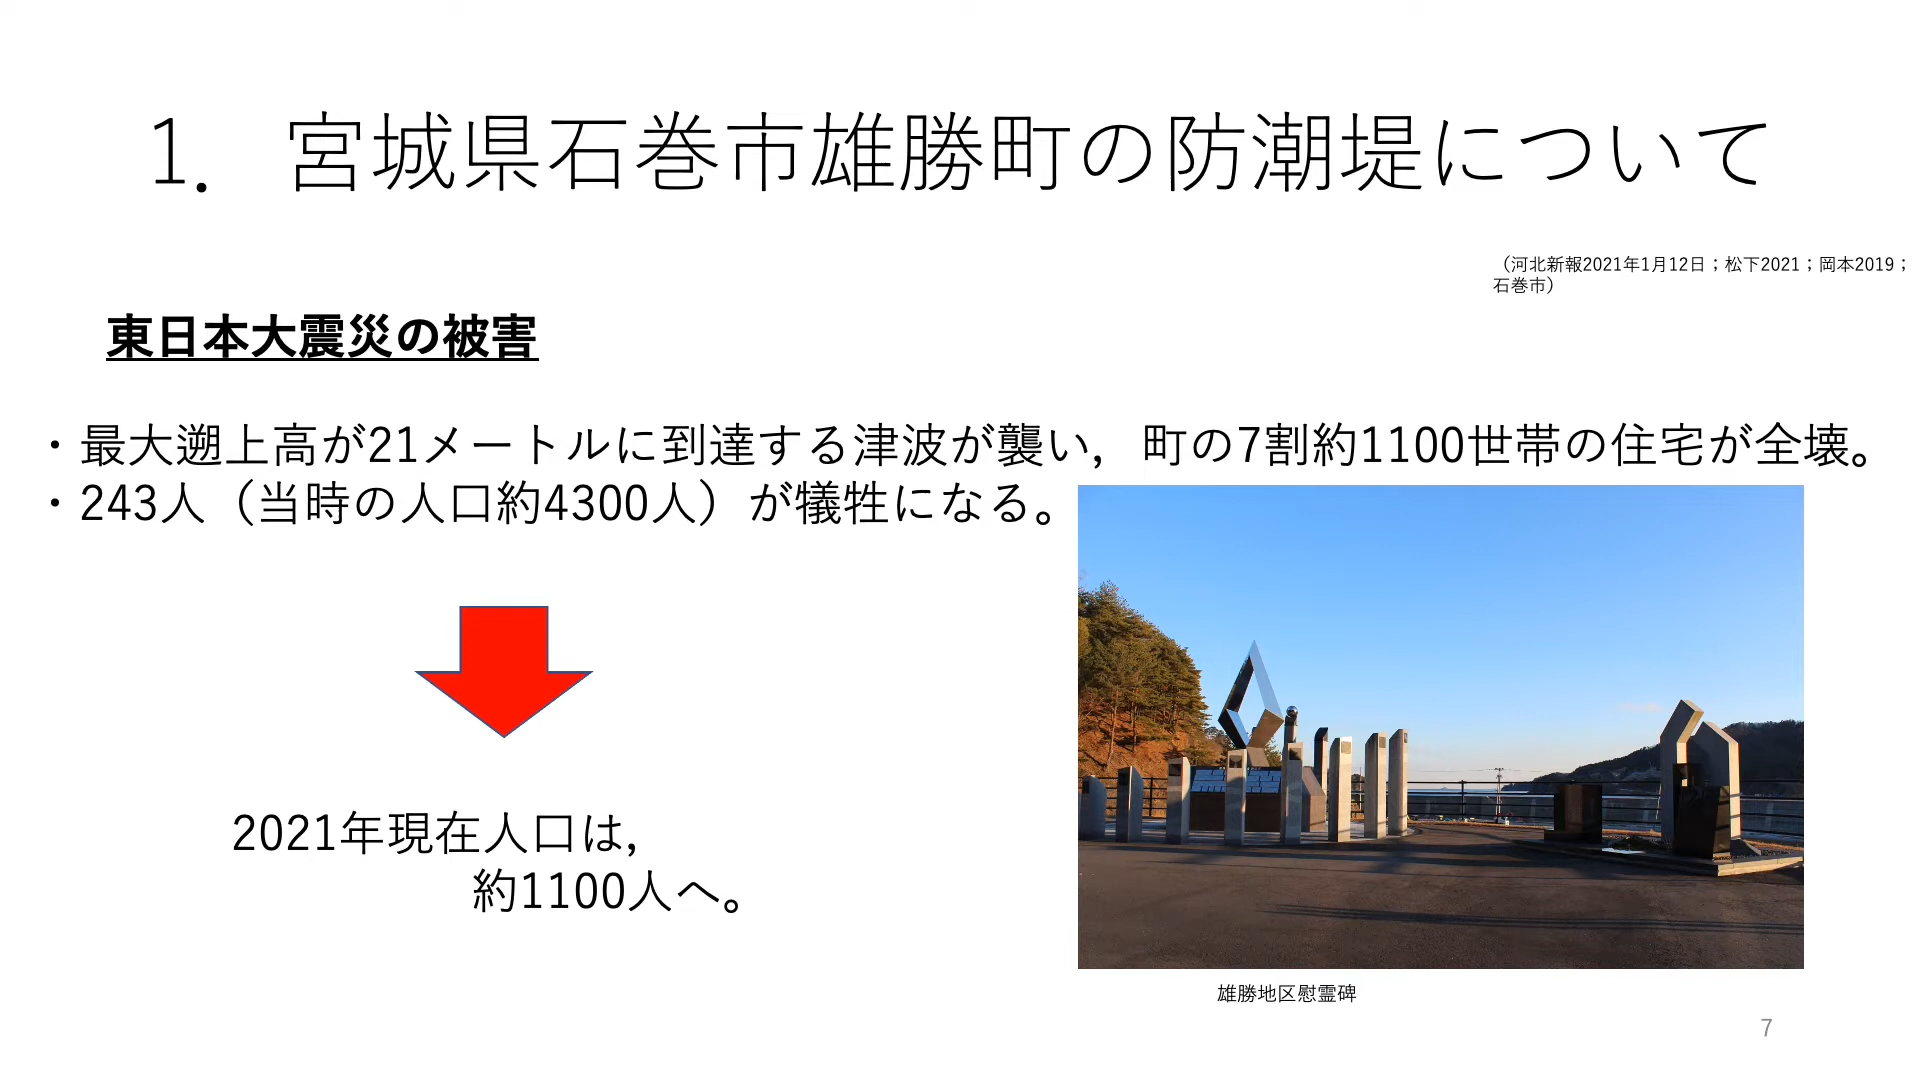 1．宮城県石巻市雄勝町の防潮堤について
（河北新報2021年1月12日；松下2021；岡本2019；
石巻市）
東日本大震災の被害
・最大遡上高が21メートルに到達する津波が襲い，町の7割約1100世帯の住宅が全壊。
・243人（当時の人口約4300人）が犠牲になる。
2021年現在人口は，
約1100人へ。
雄勝地区慰霊碑
7